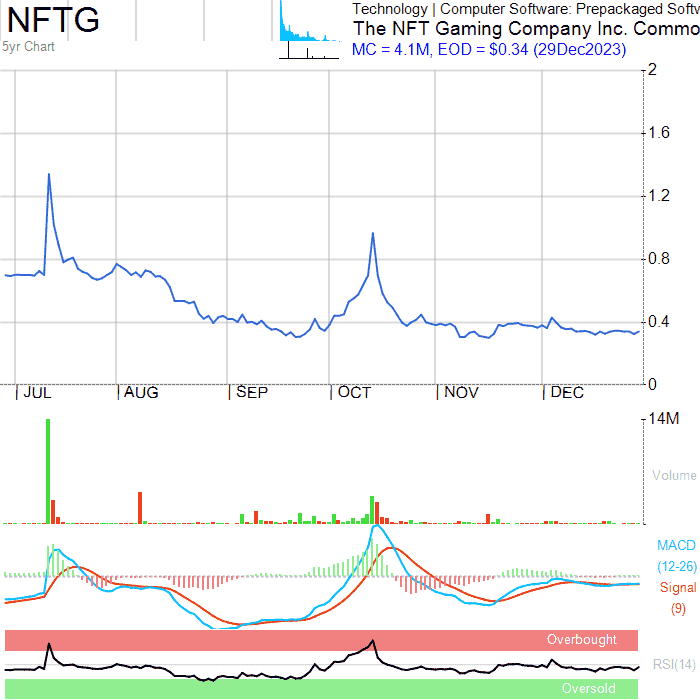 NFTG
5yr Chart
Technology | Computer Software: Prepackaged Softw
The NFT Gaming Company Inc. Commo
MC = 4.1M, EOD = $0.34 (29Dec2023)
2
1.6
1.2
0.8
0.4
0
JUL AUG SEP OCT NOV DEC
14M
Volume
MACD
(12-26)
Signal
(9)
Overbought
RSI(14)
Oversold